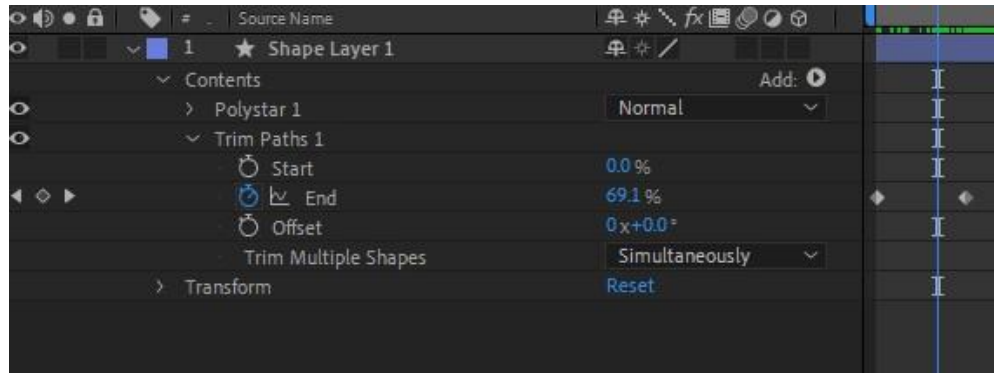 # . Source Name fx
1 Shape Layer 1
Contents Add:
Polystar 1 Normal
Trim Paths 1
Start 0.0 %
End 69.1 %
Offset 0 x+0.0 °
Trim Multiple Shapes Simultaneously
Transform Reset